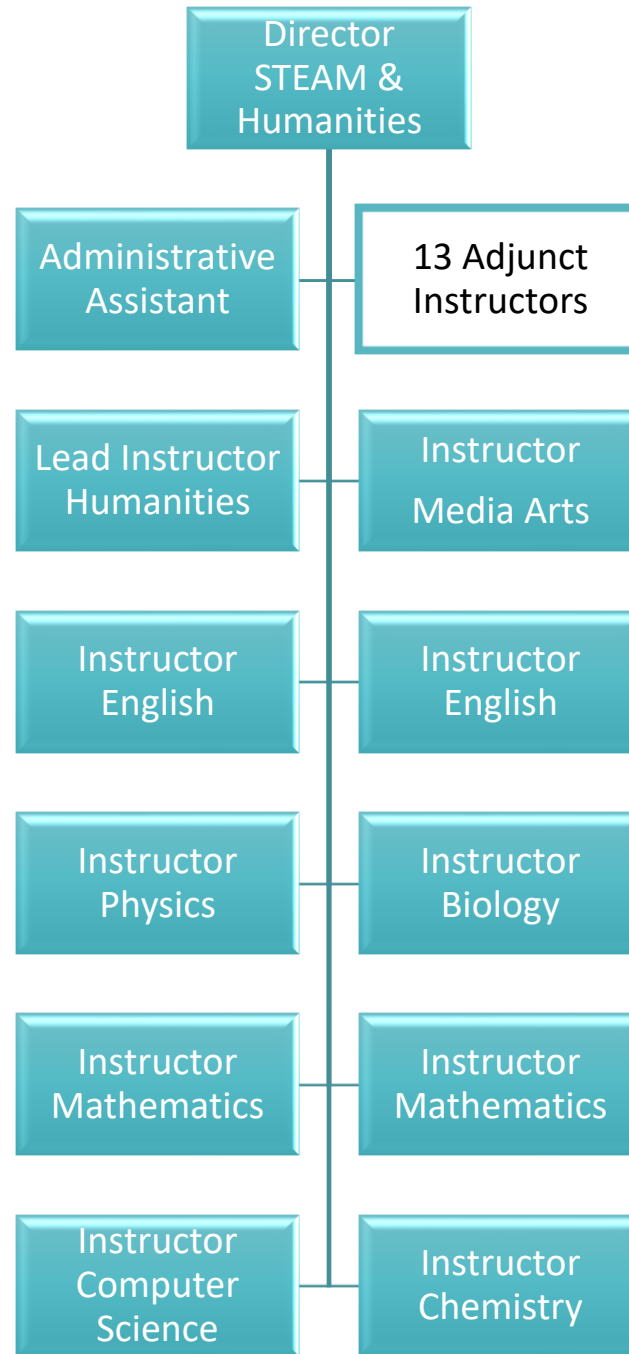 Director
STEAM &
Humanities
Administrative
Assistant
13 Adjunct
Instructors
Lead Instructor
Humanities
Instructor
Media Arts
Instructor
English
Instructor
English
Instructor
Physics
Instructor
Biology
Instructor
Mathematics
Instructor
Mathematics
Instructor
Computer
Science
Instructor
Chemistry